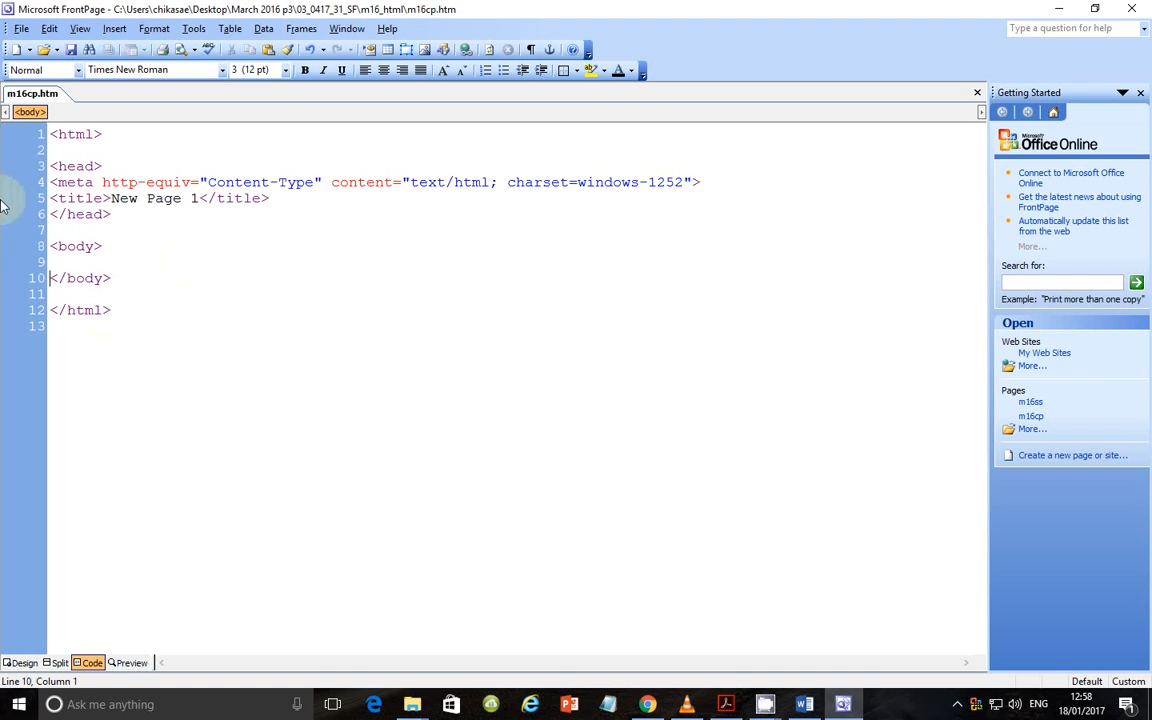 Microsoft FrontPage - C:\Users\chikasae\Desktop\March 2016 p3\03_0417_31_SF\m16_html\m16cp.htm
File Edit View Insert Format Tools Table Data Frames Window Help
Type a question for help
Normal Times New Roman 3 (12 pt) B I U A A A
m16cp.htm
<body>
1 <html>
2
3 <head>
4 <meta http-equiv="Content-Type" content="text/html; charset=windows-1252">
5 <title>New Page 1</title>
6 </head>
7
8 <body>
9
10 </body>
11
12 </html>
13
Getting Started
Microsoft
Office Online
Connect to Microsoft Office
Online
Get the latest news about using
FrontPage
Automatically update this list
from the web
More...
Search for:
Example: "Print more than one copy"
Open
Web Sites
My Web Sites
More...
Pages
m16ss
m16cp
More...
Create a new page or site...
Design Split Code Preview
Line 10, Column 1
Default Custom
Ask me anything
ENG
12:58
18/01/2017